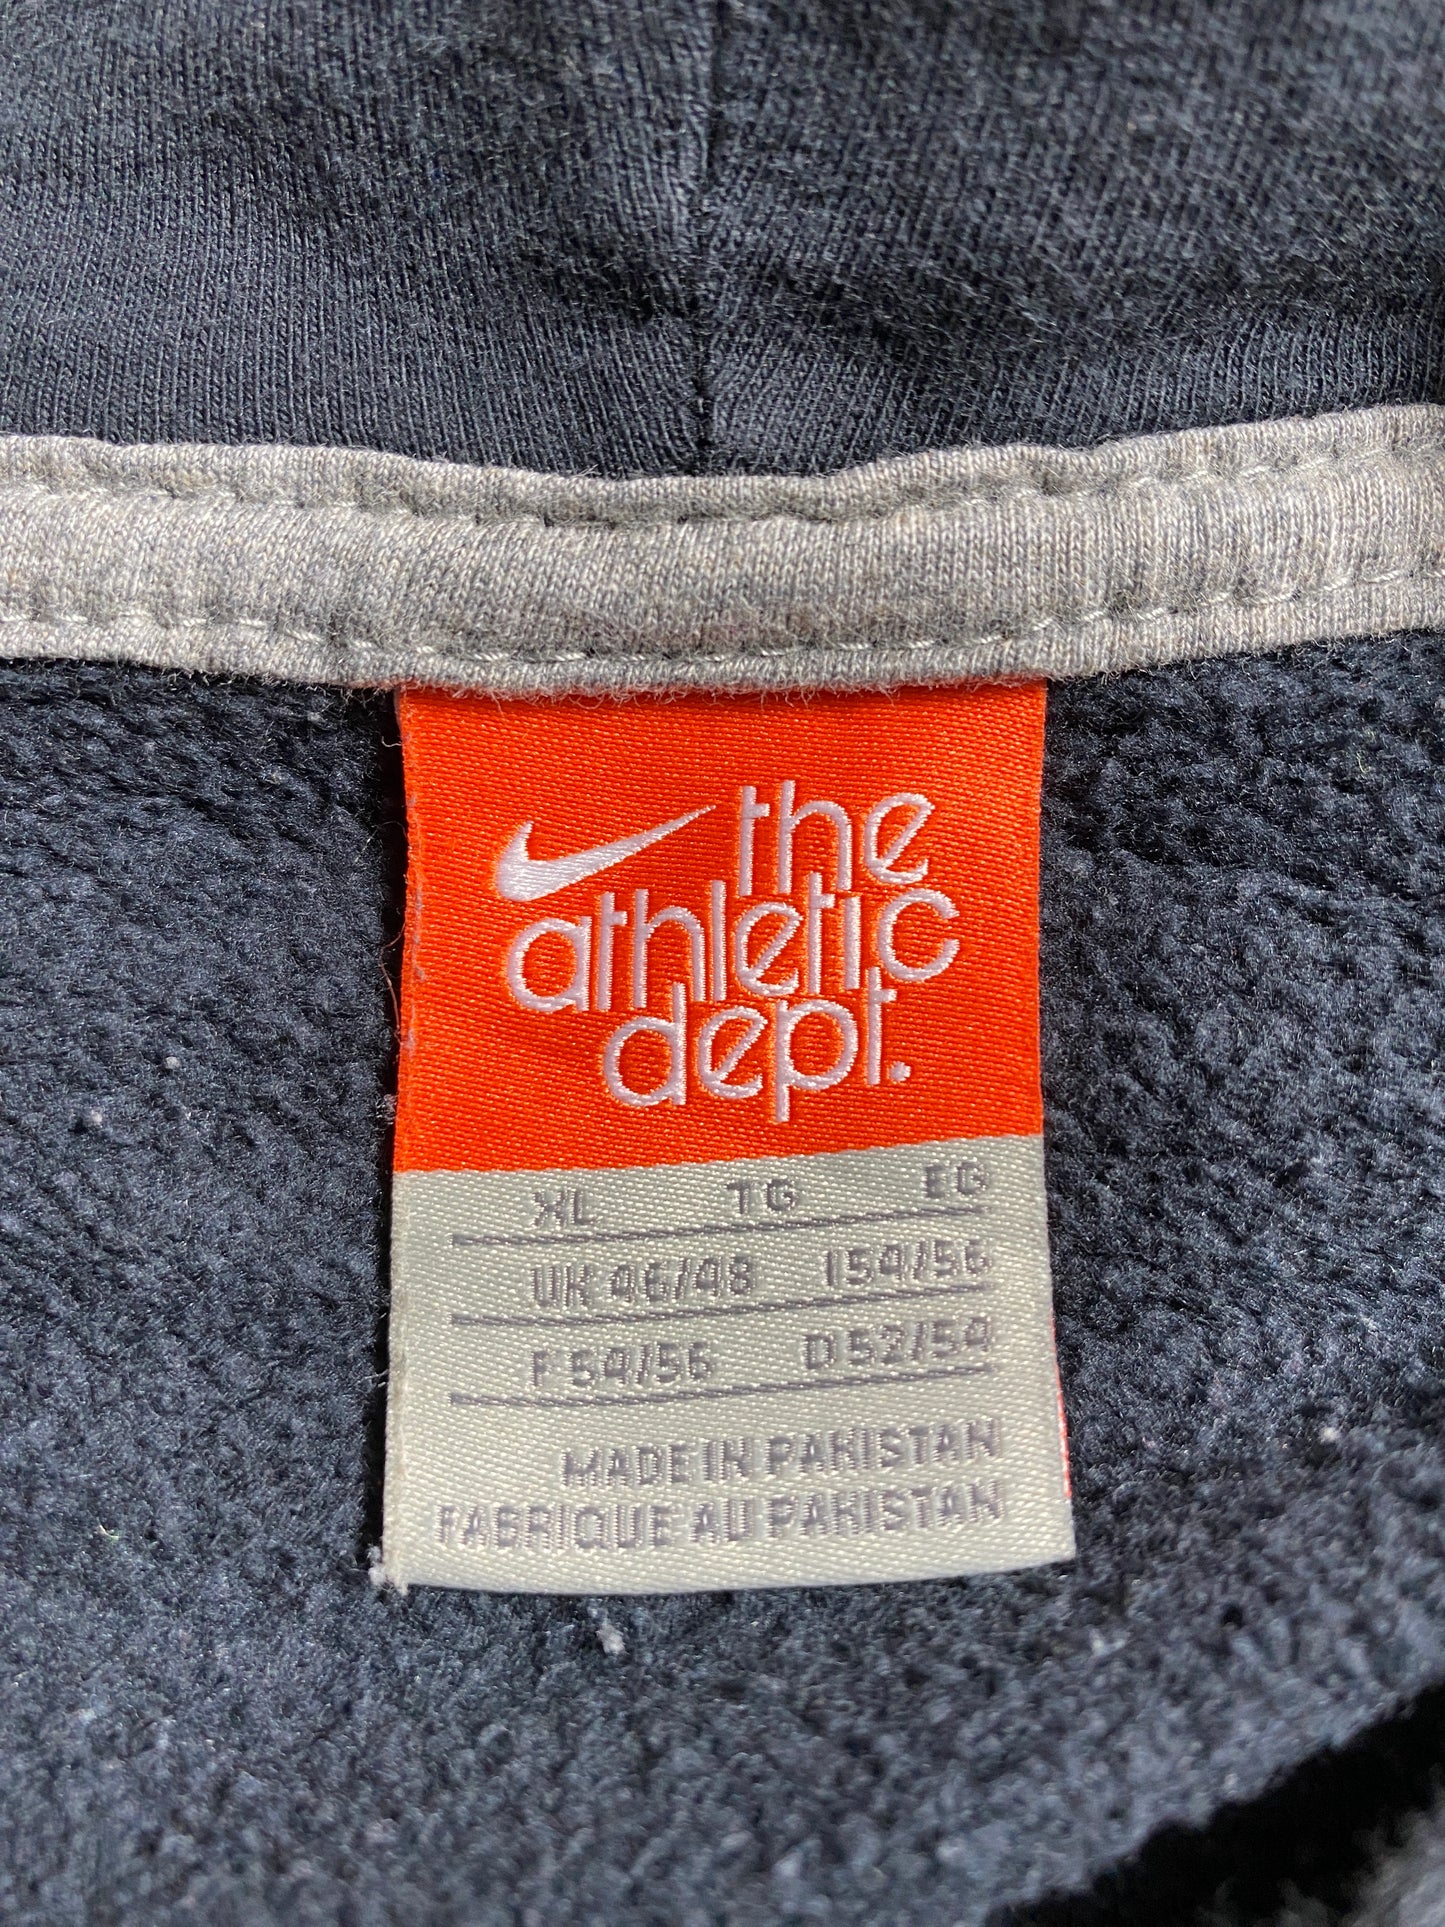 the
athletic
dept.
XL TG EG
UK 46/48 I 54/56
F 54/56 D 52/54
MADE IN PAKISTAN
FABRIQUE AU PAKISTAN